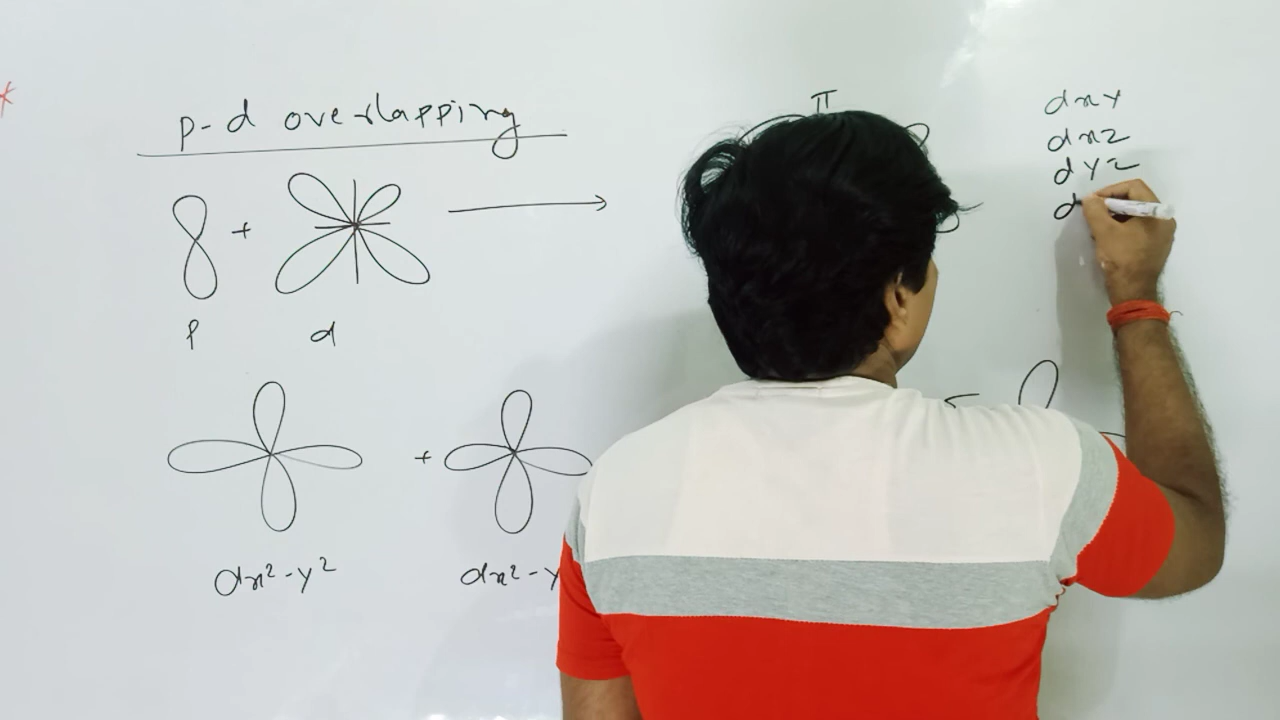 p-d overlapping
+
p
d
π
dxy
dxz
dyz
d
+
dx²-y²
dx²-y